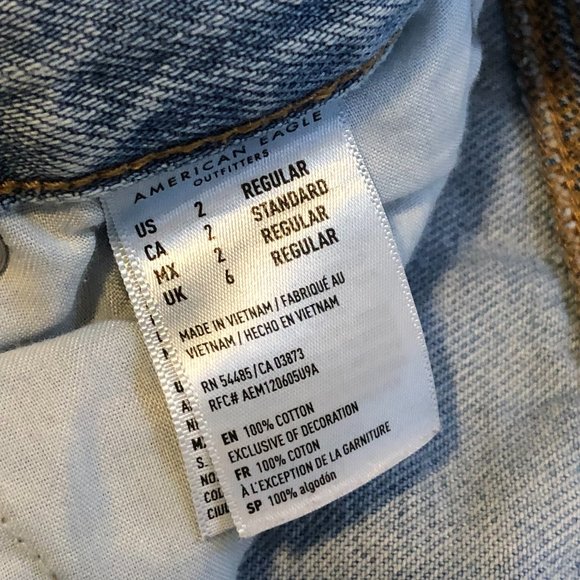 AMERICAN EAGLE
OUTFITTERS
US 2 REGULAR
CA 2 STANDARD
MX 2 REGULAR
UK 6 REGULAR
MADE IN VIETNAM / FABRIQUÉ AU
VIETNAM / HECHO EN VIETNAM
RN 54485 / CA 03873
RFC# AEM120605U9A
EN 100% COTTON
EXCLUSIVE OF DECORATION
FR 100% COTON
À L'EXCEPTION DE LA GARNITURE
SP 100% algodón